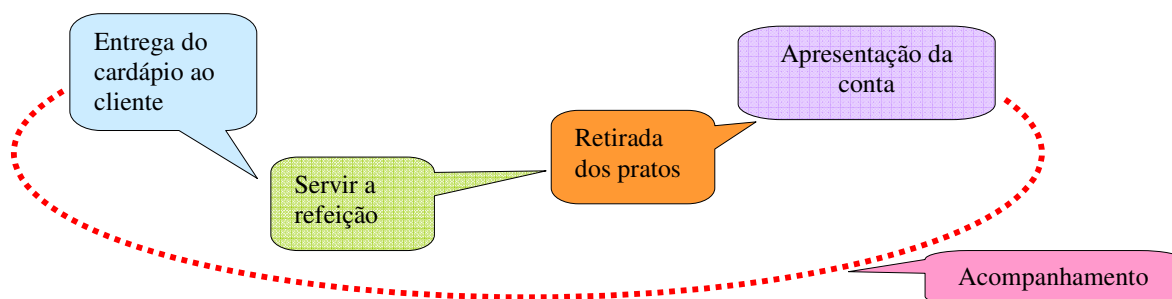 Entrega do
cardápio ao
cliente
Servir a
refeição
Retirada
dos pratos
Apresentação da
conta
Acompanhamento